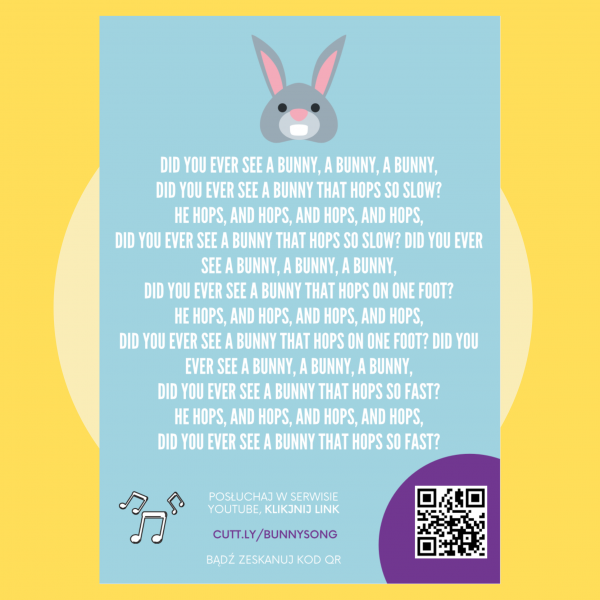 DID YOU EVER SEE A BUNNY, A BUNNY, A BUNNY,
DID YOU EVER SEE A BUNNY THAT HOPS SO SLOW?
HE HOPS, AND HOPS, AND HOPS, AND HOPS,
DID YOU EVER SEE A BUNNY THAT HOPS SO SLOW? DID YOU EVER
SEE A BUNNY, A BUNNY, A BUNNY,
DID YOU EVER SEE A BUNNY THAT HOPS ON ONE FOOT?
HE HOPS, AND HOPS, AND HOPS, AND HOPS,
DID YOU EVER SEE A BUNNY THAT HOPS ON ONE FOOT? DID YOU
EVER SEE A BUNNY, A BUNNY, A BUNNY,
DID YOU EVER SEE A BUNNY THAT HOPS SO FAST?
HE HOPS, AND HOPS, AND HOPS, AND HOPS,
DID YOU EVER SEE A BUNNY THAT HOPS SO FAST?
POSŁUCHAJ W SERWISIE
YOUTUBE, KLIKJNIJ LINK
CUTT.LY/BUNNYSONG
BĄDŹ ZESKANUJ KOD QR